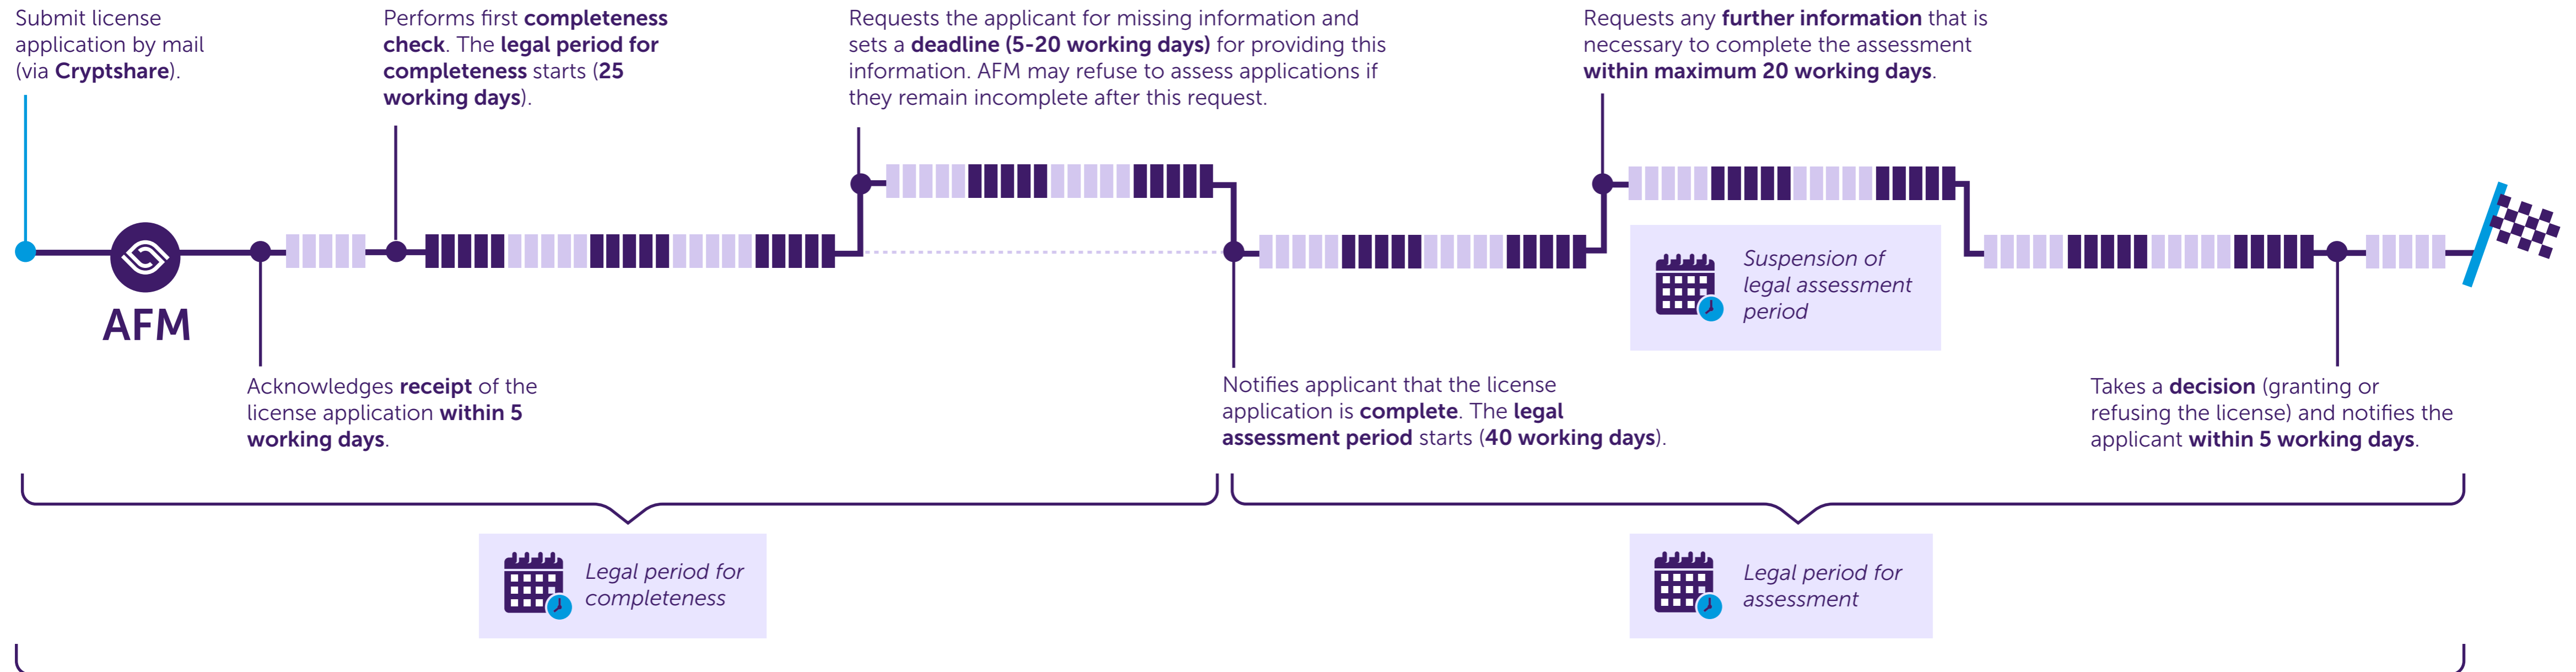 Submit license
application by mail
(via Cryptshare).
Performs first completeness
check. The legal period for
completeness starts (25
working days).
Requests the applicant for missing information and
sets a deadline (5-20 working days) for providing this
information. AFM may refuse to assess applications if
they remain incomplete after this request.
Requests any further information that is
necessary to complete the assessment
within maximum 20 working days.
AFM
Suspension of
legal assessment
period
Acknowledges receipt of the
license application within 5
working days.
Notifies applicant that the license
application is complete. The legal
assessment period starts (40 working days).
Takes a decision (granting or
refusing the license) and notifies the
applicant within 5 working days.
Legal period for
completeness
Legal period for
assessment